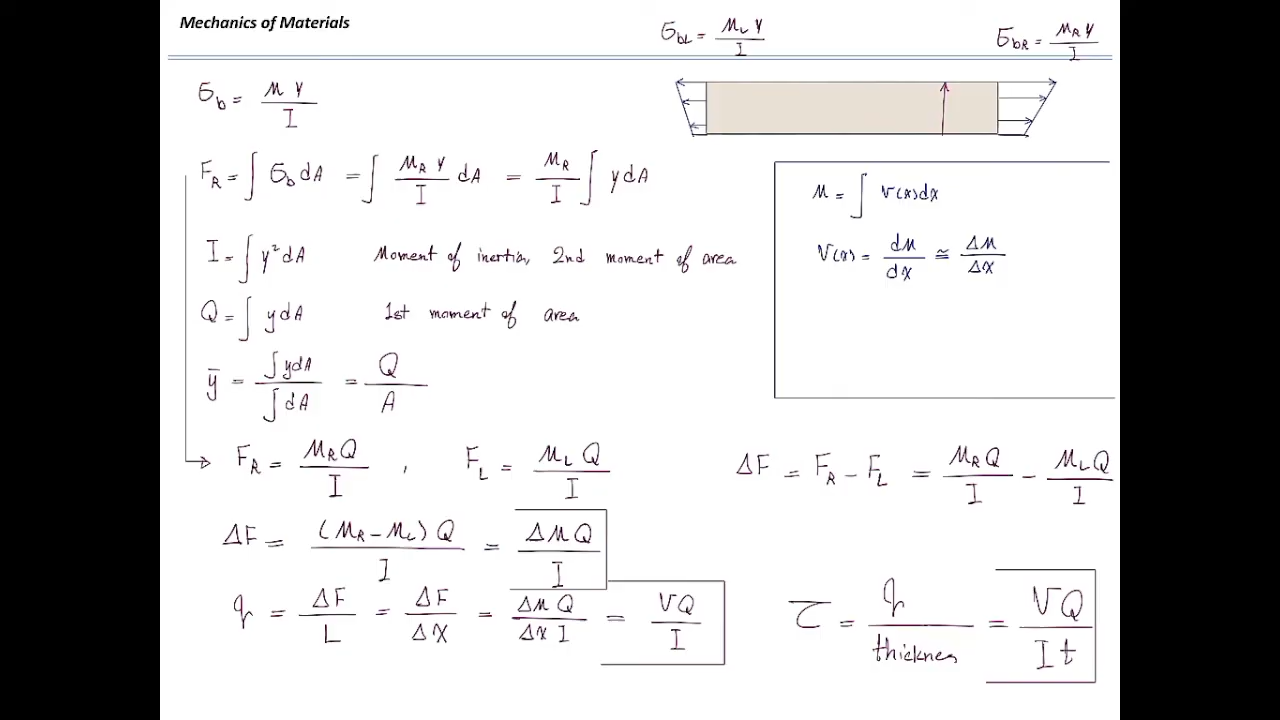 Mechanics of Materials
σbL = ML y / I
σbR = MR y / I
σb = M y / I
FR = ∫ σb dA = ∫ MR y / I dA = MR / I ∫ y dA
M = ∫ V(x) dx
V(x) = dM / dx ≅ ΔM / Δx
I = ∫ y² dA Moment of inertia, 2nd moment of area
Q = ∫ y dA 1st moment of area
ȳ = ∫ y dA / ∫ dA = Q / A
FR = MR Q / I , FL = ML Q / I
ΔF = FR − FL = MR Q / I − ML Q / I
ΔF = (MR − ML) Q / I = ΔM Q / I
q = ΔF / L = ΔF / ΔX = ΔM Q / Δx I = VQ / I
τ = q / thicknes = VQ / I t